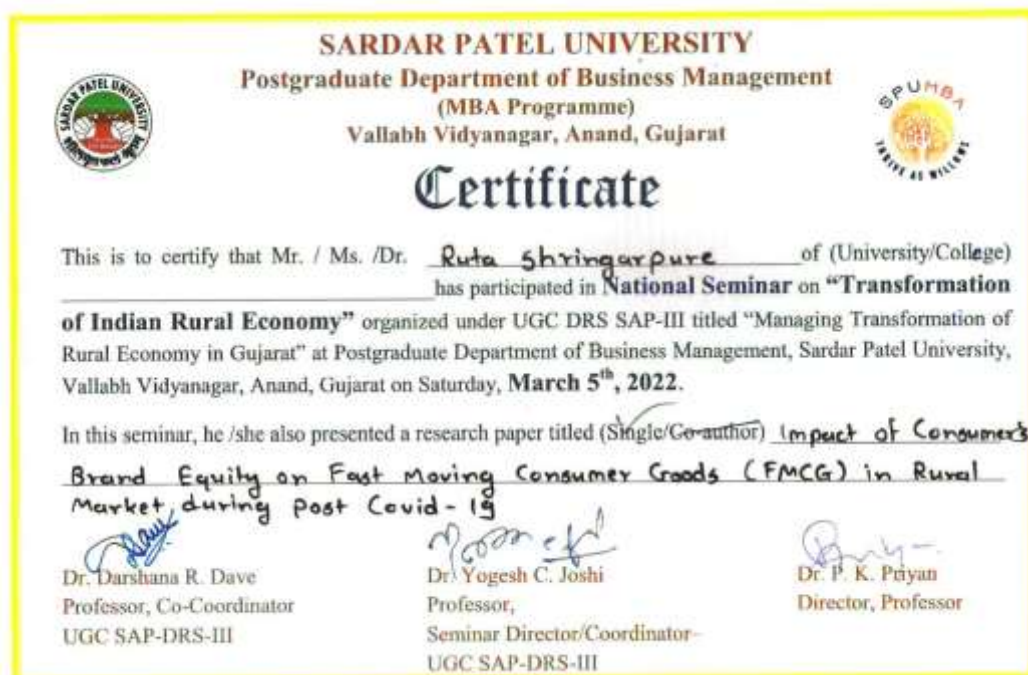 SARDAR PATEL UNIVERSITY
Postgraduate Department of Business Management
(MBA Programme)
Vallabh Vidyanagar, Anand, Gujarat
SARDAR PATEL UNIVERSITY
SPUMBA
THRIVE AS WILLOWS
Certificate
This is to certify that Mr. / Ms. /Dr. Ruta Shringarpure of (University/College)
has participated in National Seminar on “Transformation
of Indian Rural Economy” organized under UGC DRS SAP-III titled “Managing Transformation of
Rural Economy in Gujarat” at Postgraduate Department of Business Management, Sardar Patel University,
Vallabh Vidyanagar, Anand, Gujarat on Saturday, March 5th, 2022.
In this seminar, he /she also presented a research paper titled (Single/Co-author) Impact of Consumer's
Brand Equity on Fast Moving Consumer Goods (FMCG) in Rural
Market, during Post Covid-19
Dr. Darshana R. Dave
Professor, Co-Coordinator
UGC SAP-DRS-III
Dr. Yogesh C. Joshi
Professor,
Seminar Director/Coordinator
UGC SAP-DRS-III
Dr. P. K. Priyan
Director, Professor